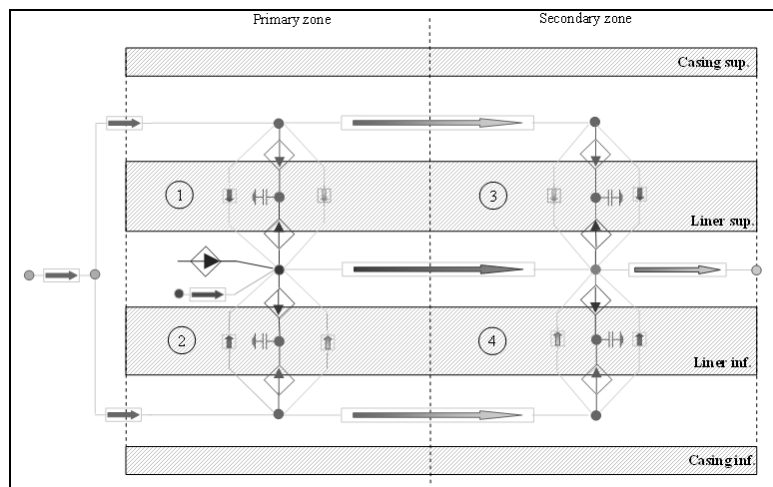 Primary zone
Secondary zone
Casing sup.
1
3
Liner sup.
2
4
Liner inf.
Casing inf.